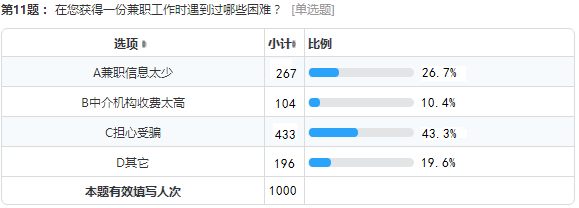 第11题：在您获得一份兼职工作时遇到过哪些困难？ [单选题]
选项 小计 比例
A兼职信息太少 267 26.7%
B中介机构收费太高 104 10.4%
C担心受骗 433 43.3%
D其它 196 19.6%
本题有效填写人次 1000